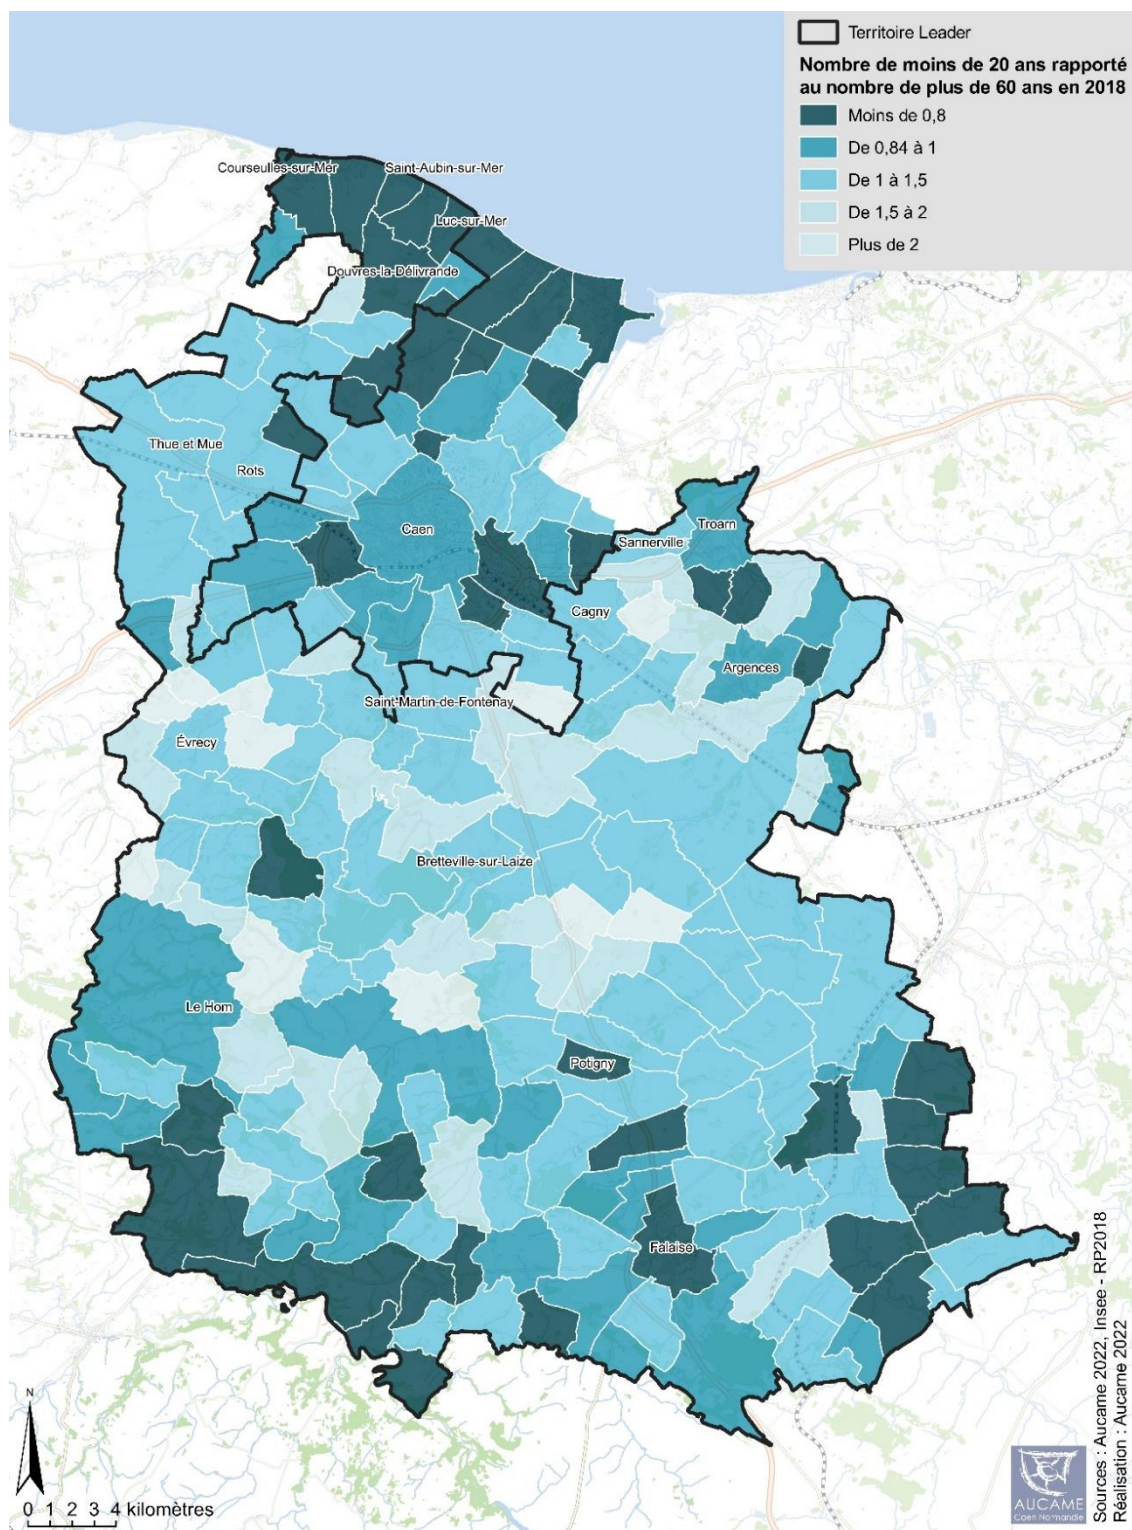 Territoire Leader
Nombre de moins de 20 ans rapporté
au nombre de plus de 60 ans en 2018
Moins de 0,8
De 0,84 à 1
De 1 à 1,5
De 1,5 à 2
Plus de 2
Courseulles-sur-Mer
Saint-Aubin-sur-Mer
Luc-sur-Mer
Douvres-la-Délivrande
Thue et Mue
Rots
Caen
Troarn
Sannerville
Cagny
Argences
Saint-Martin-de-Fontenay
Évrecy
Bretteville-sur-Laize
Le Hom
Potigny
Falaise
N
0 1 2 3 4 kilomètres
AUCAME
Caen Normandie
Sources : Aucame 2022, Insee - RP2018
Réalisation : Aucame 2022